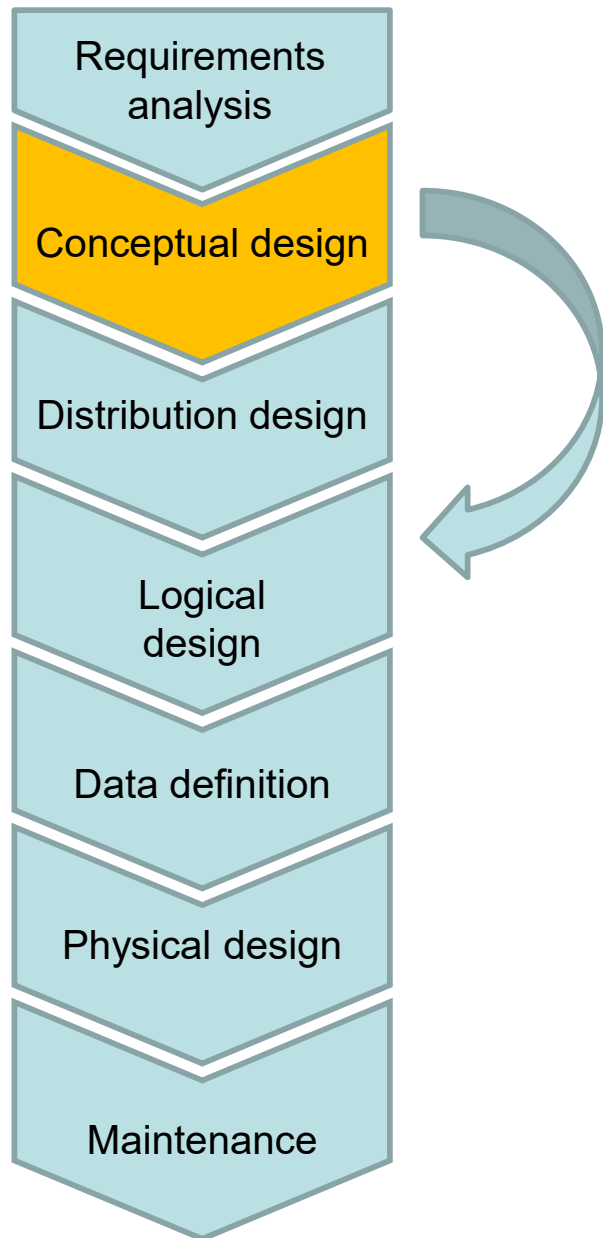 Requirements
analysis
Conceptual design
Distribution design
Logical
design
Data definition
Physical design
Maintenance